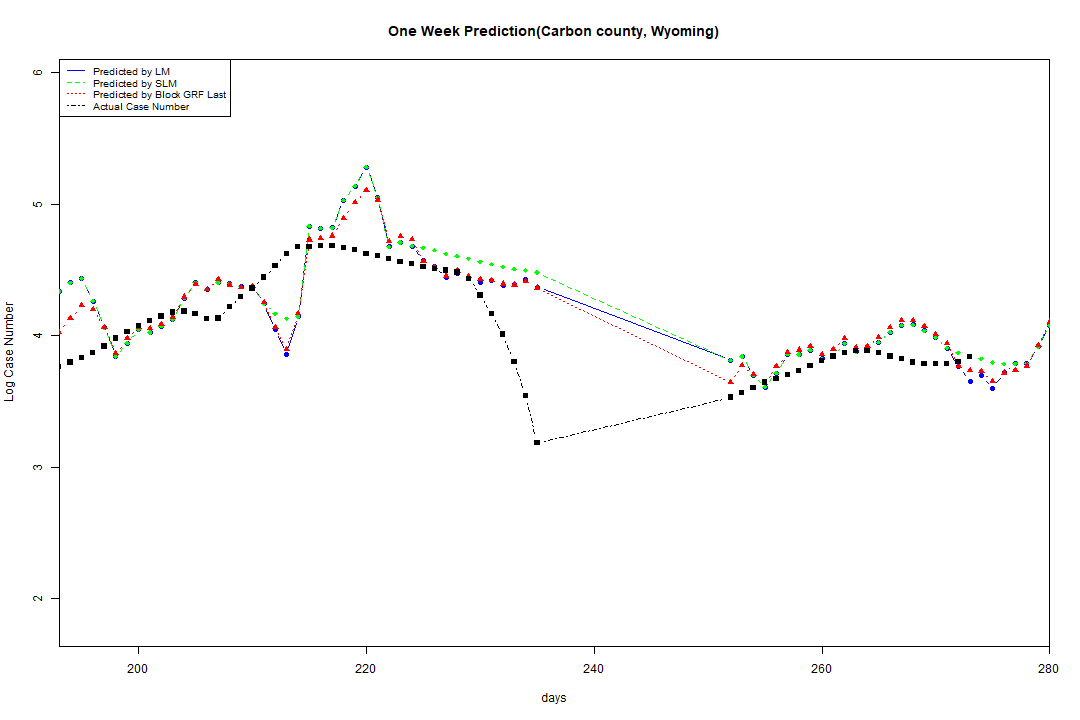 One Week Prediction(Carbon county, Wyoming)
Predicted by LM
Predicted by SLM
Predicted by Block GRF Last
Actual Case Number
6
5
4
3
2
Log Case Number
200 220 240 260 280
days